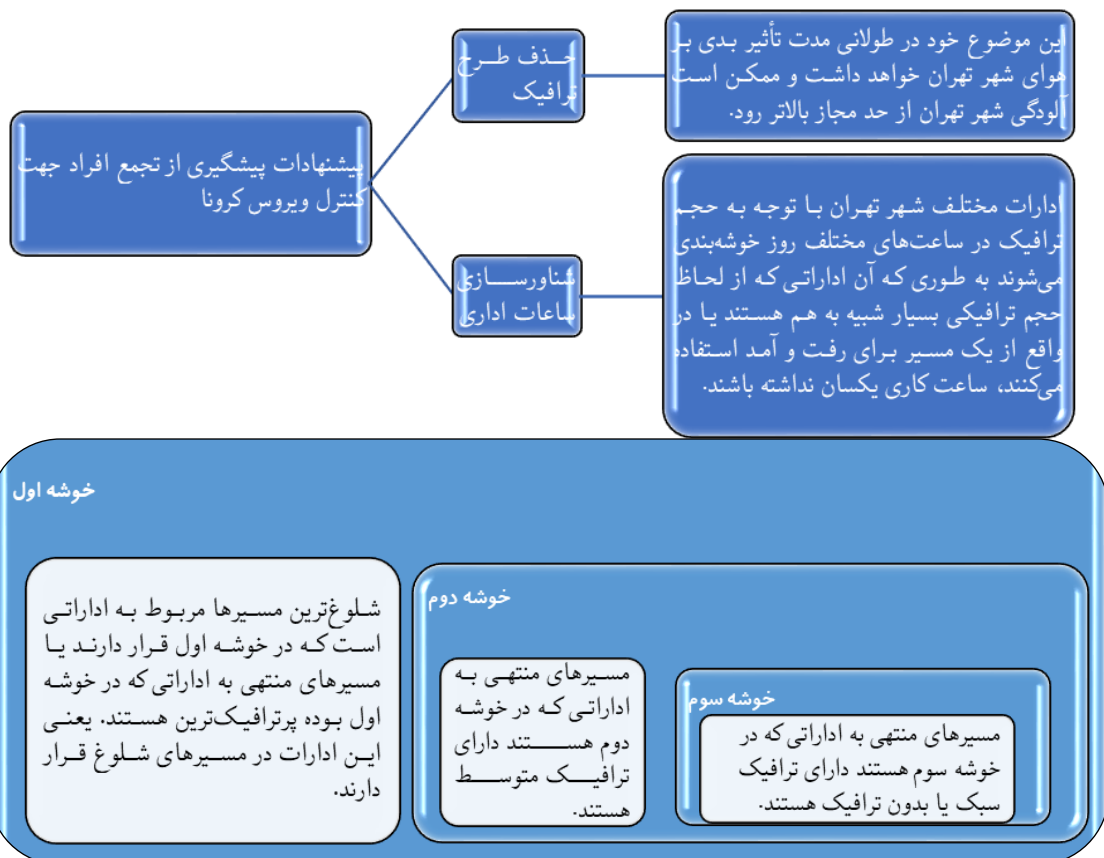 پیشنهادات پیشگیری از تجمع افراد جهت
کنترل ویروس کرونا
حذف طرح
ترافیک
این موضوع خود در طولانی مدت تأثیر بدی بر
هوای شهر تهران خواهد داشت و ممکن است
آلودگی شهر تهران از حد مجاز بالاتر رود.
شناورسازی
ساعات اداری
ادارات مختلف شهر تهران با توجه به حجم
ترافیک در ساعت‌های مختلف روز خوشه‌بندی
می‌شوند به طوری که آن اداراتی که از لحاظ
حجم ترافیکی بسیار شبیه به هم هستند یا در
واقع از یک مسیر برای رفت و آمد استفاده
می‌کنند، ساعت کاری یکسان نداشته باشند.
خوشه اول
شلوغ‌ترین مسیرها مربوط به اداراتی
است که در خوشه اول قرار دارند یا
مسیرهای منتهی به اداراتی که در خوشه
اول بوده پرترافیک‌ترین هستند. یعنی
این ادارات در مسیرهای شلوغ قرار
دارند.
خوشه دوم
مسیرهای منتهی به
اداراتی که در خوشه
دوم هستند دارای
ترافیک متوسط
هستند.
خوشه سوم
مسیرهای منتهی به اداراتی که در
خوشه سوم هستند دارای ترافیک
سبک یا بدون ترافیک هستند.